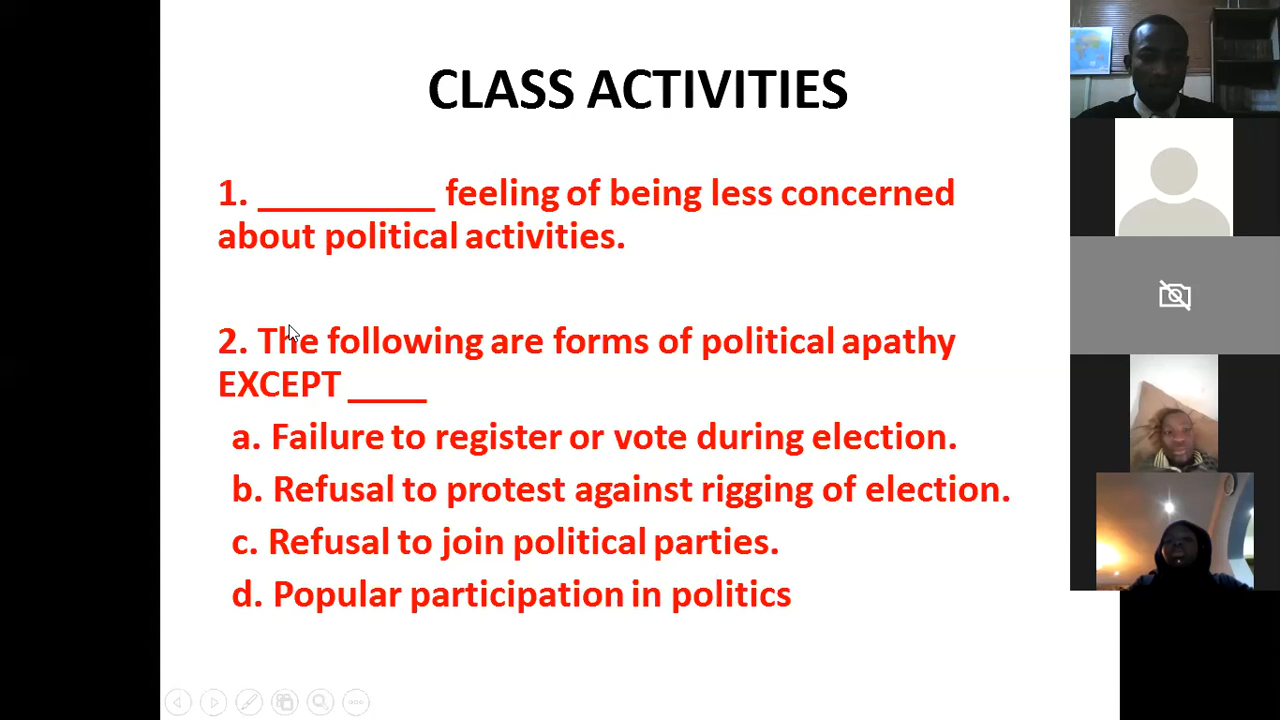 CLASS ACTIVITIES
1. _________ feeling of being less concerned
about political activities.
2. The following are forms of political apathy
EXCEPT ____
a. Failure to register or vote during election.
b. Refusal to protest against rigging of election.
c. Refusal to join political parties.
d. Popular participation in politics